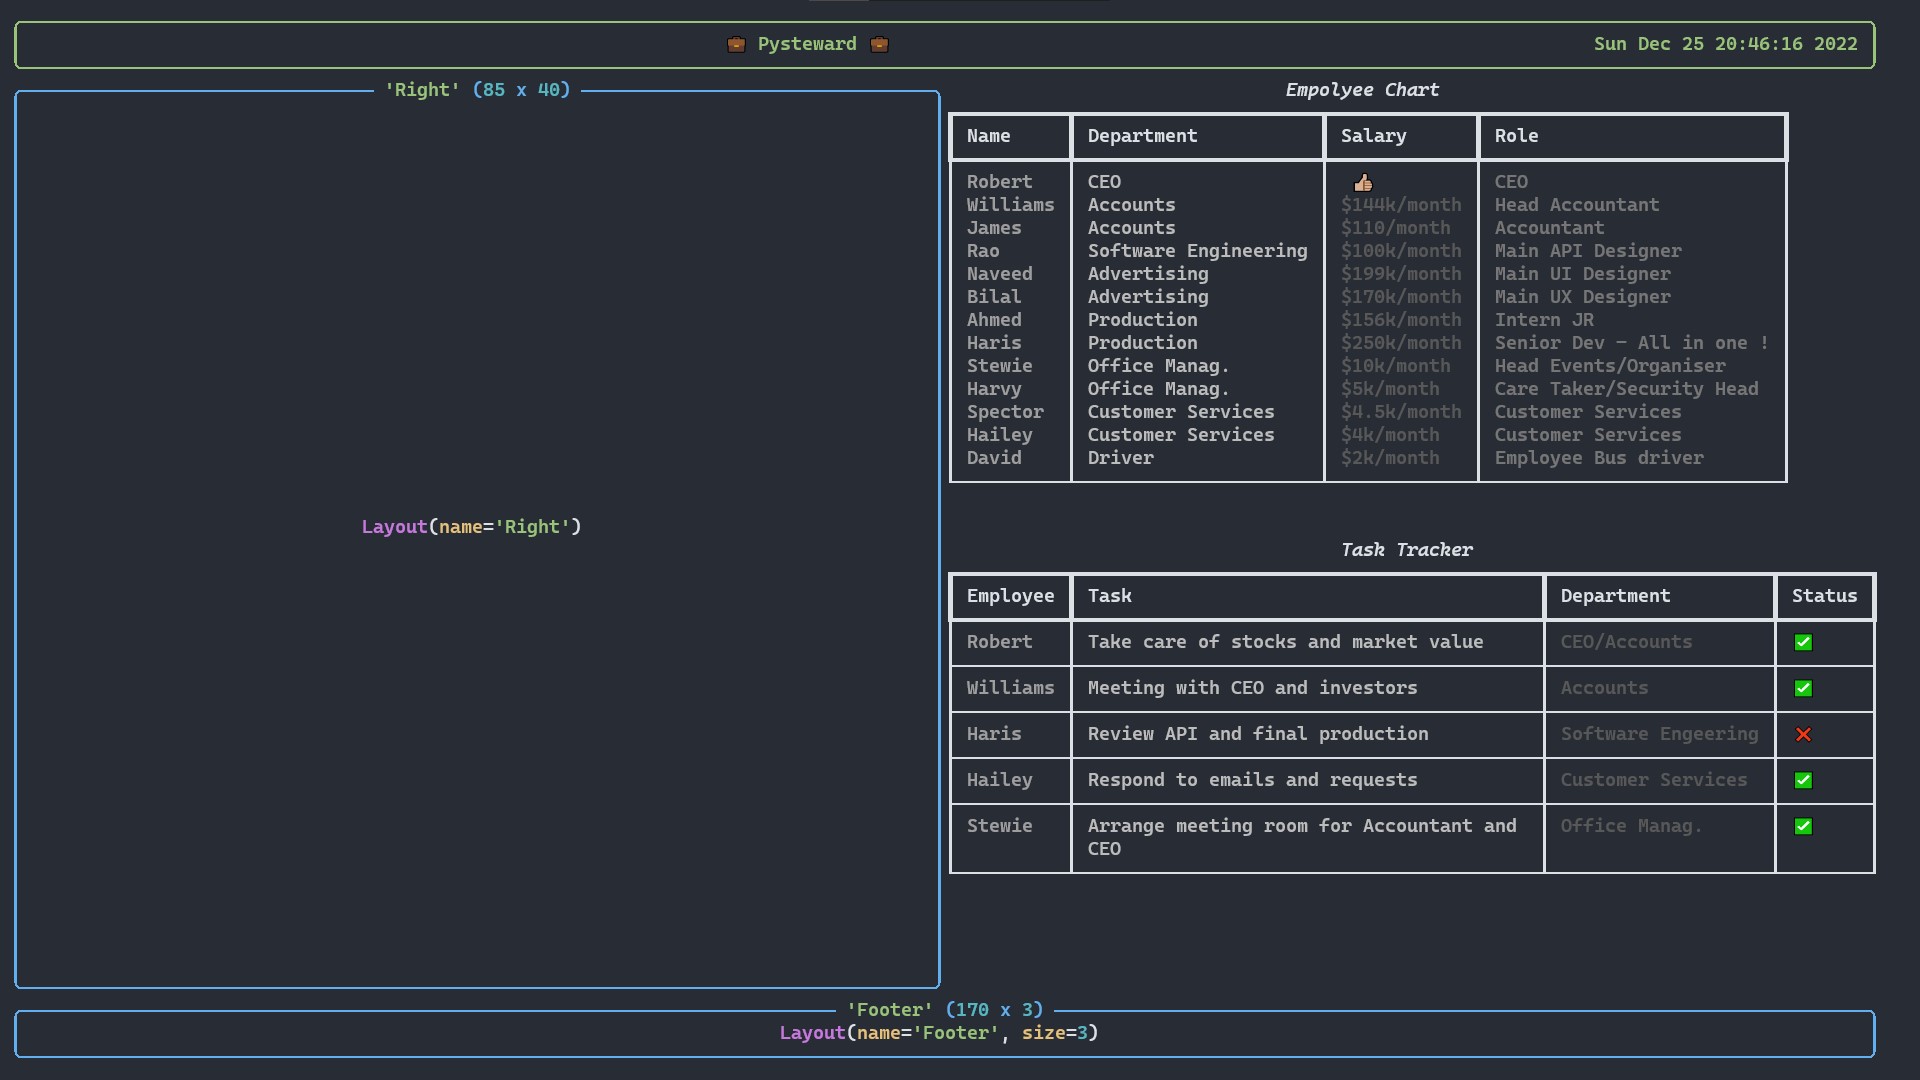 Pysteward Sun Dec 25 20:46:16 2022
'Right' (85 x 40)
Layout(name='Right')
Empolyee Chart
Name Department Salary Role
Robert CEO 👍 CEO
Williams Accounts $144k/month Head Accountant
James Accounts $110/month Accountant
Rao Software Engineering $100k/month Main API Designer
Naveed Advertising $199k/month Main UI Designer
Bilal Advertising $170k/month Main UX Designer
Ahmed Production $156k/month Intern JR
Haris Production $250k/month Senior Dev - All in one !
Stewie Office Manag. $10k/month Head Events/Organiser
Harvy Office Manag. $5k/month Care Taker/Security Head
Spector Customer Services $4.5k/month Customer Services
Hailey Customer Services $4k/month Customer Services
David Driver $2k/month Employee Bus driver
Task Tracker
Employee Task Department Status
Robert Take care of stocks and market value CEO/Accounts ✅
Williams Meeting with CEO and investors Accounts ✅
Haris Review API and final production Software Engeering ❌
Hailey Respond to emails and requests Customer Services ✅
Stewie Arrange meeting room for Accountant and Office Manag. ✅
CEO
'Footer' (170 x 3)
Layout(name='Footer', size=3)